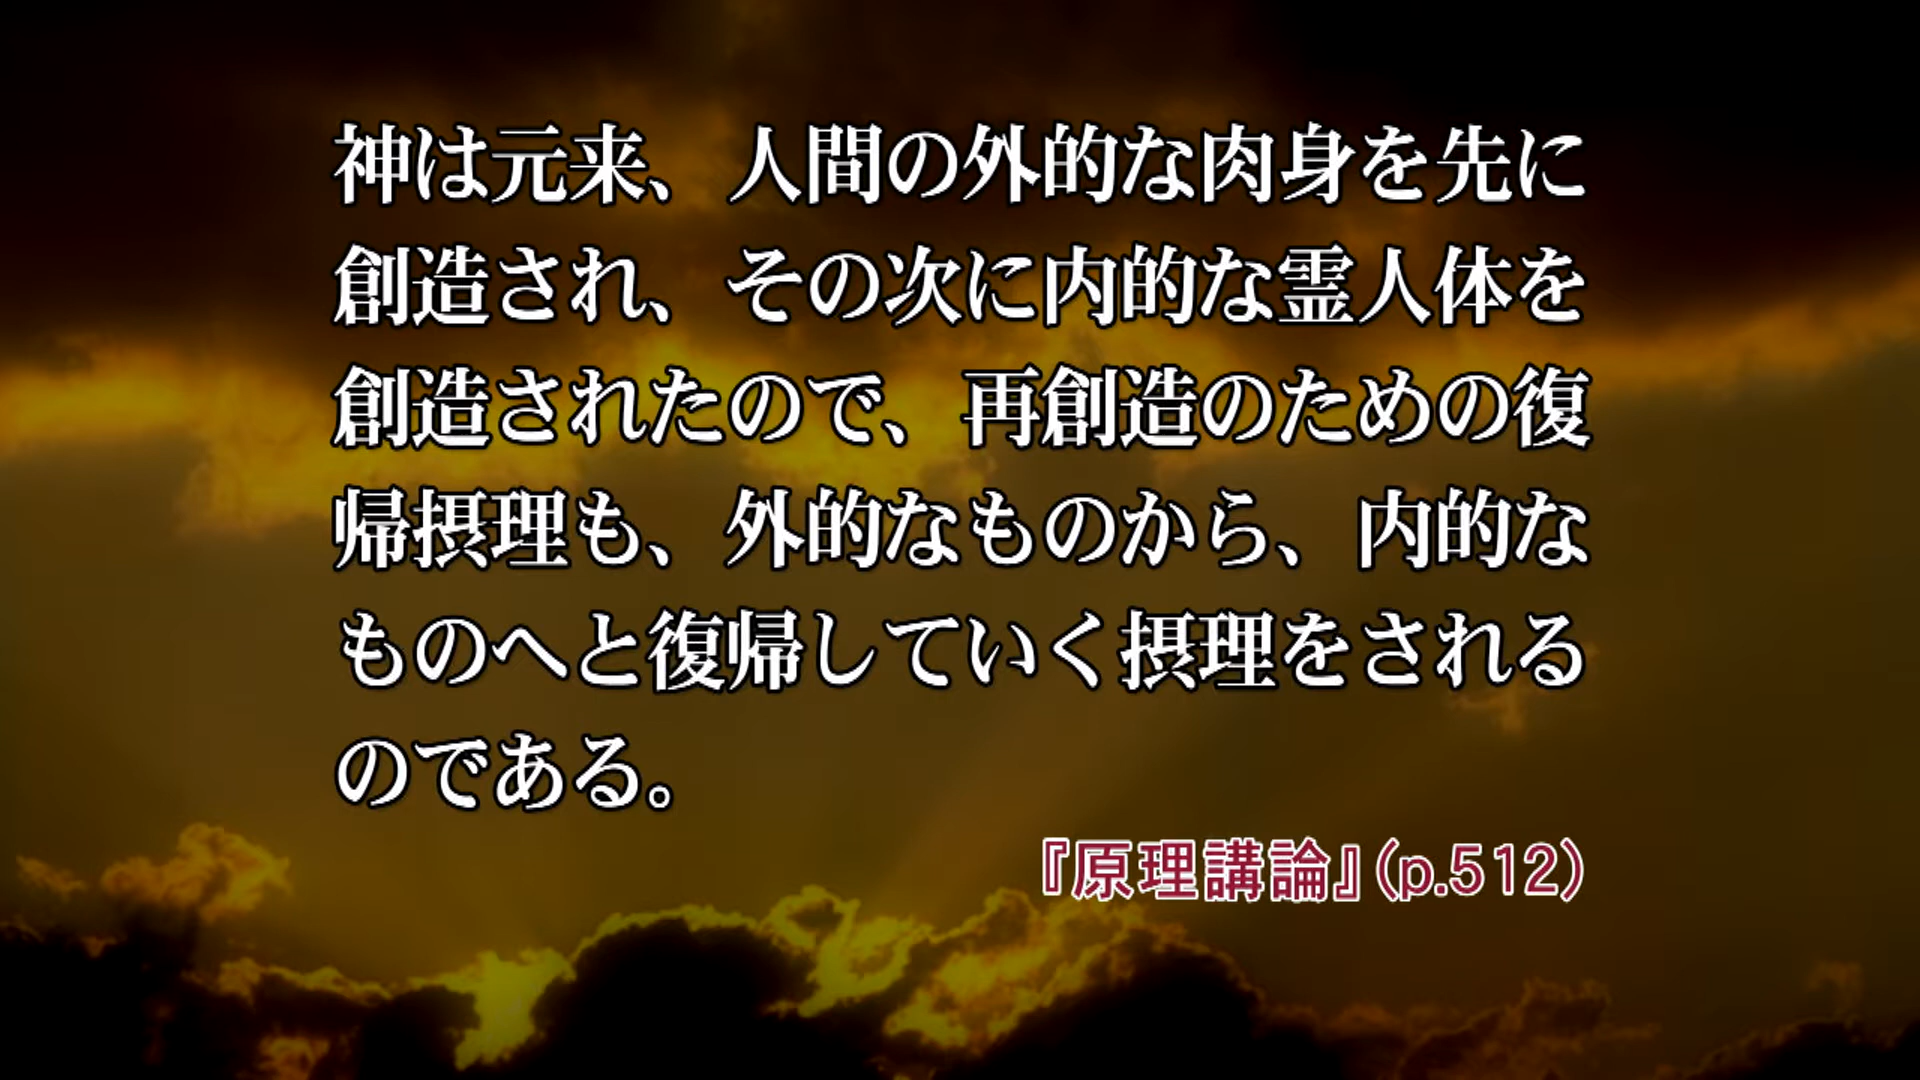 神は元来、人間の外的な肉身を先に
創造され、その次に内的な霊人体を
創造されたので、再創造のための復
帰摂理も、外的なものから、内的な
ものへと復帰していく摂理をされる
のである。
『原理講論』（p.512）